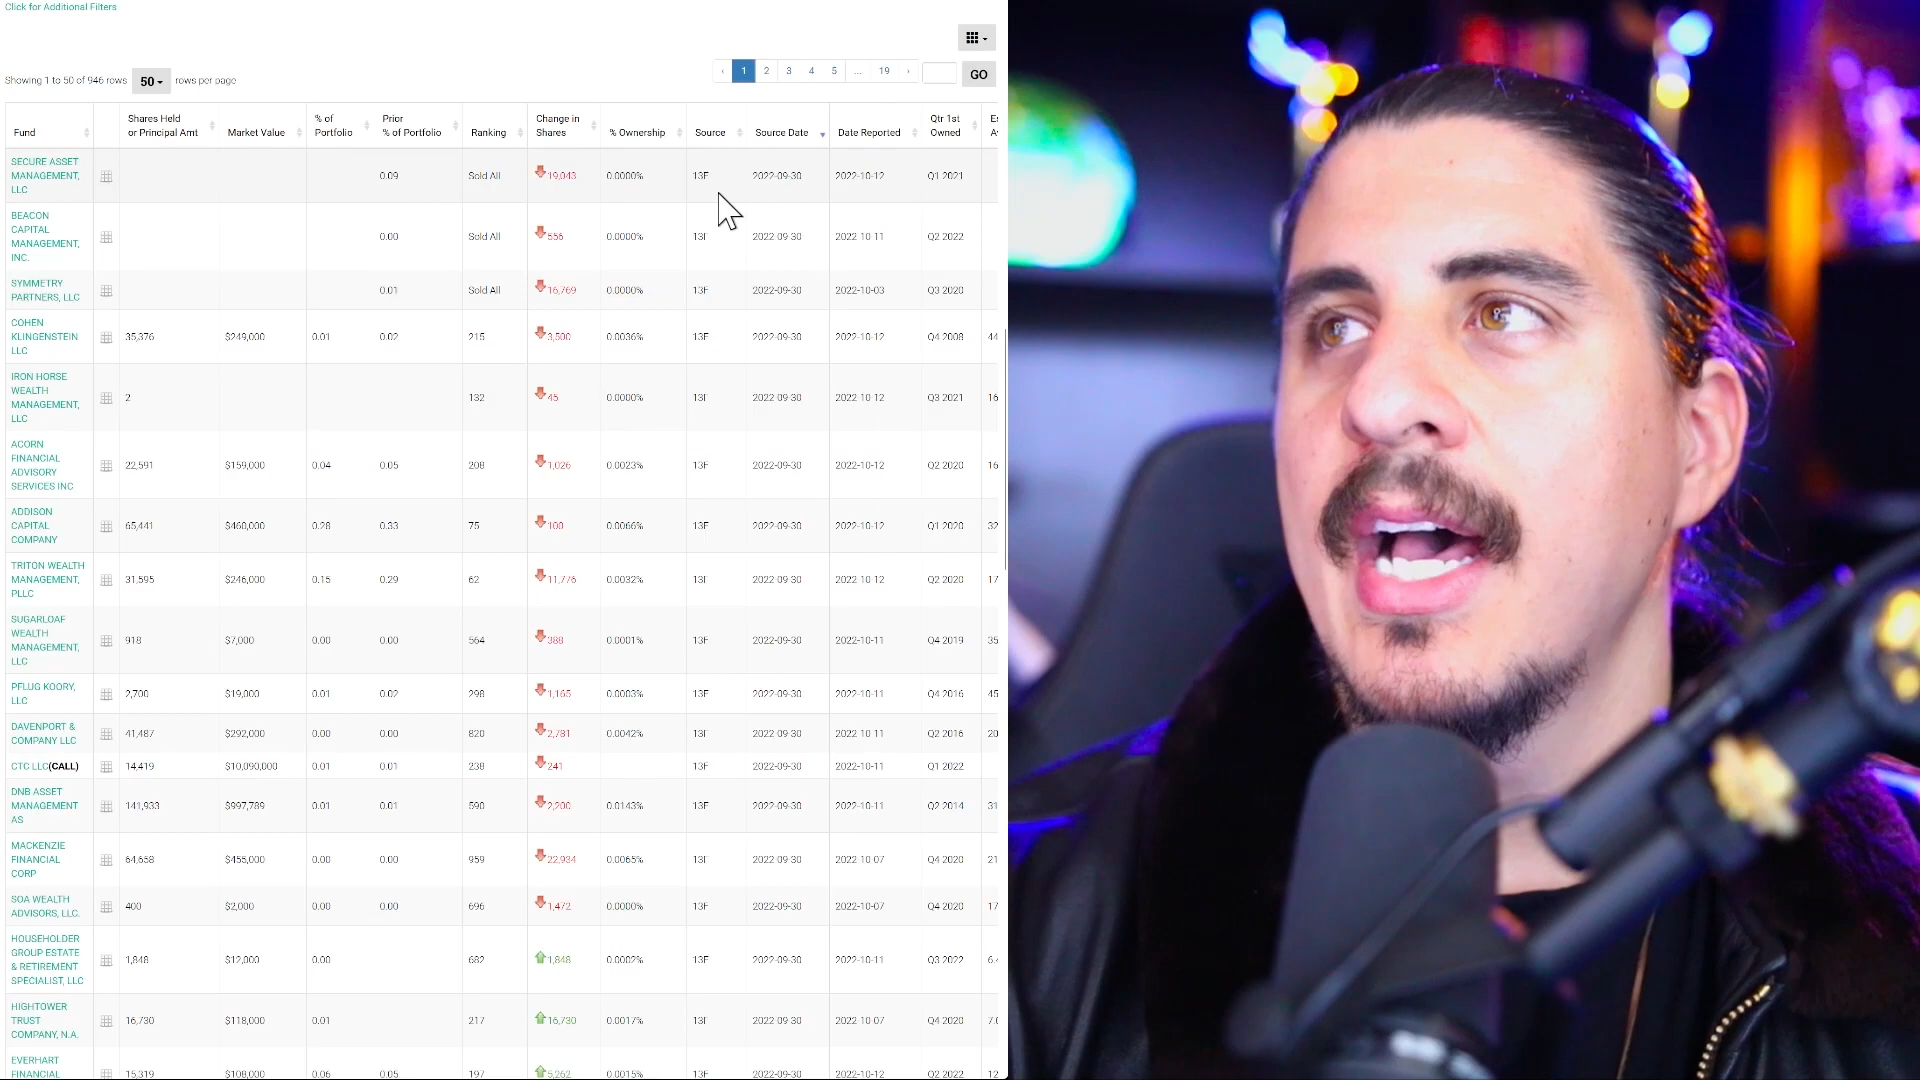 Click for Additional Filters
Showing 1 to 50 of 946 rows 50 rows per page
‹ 1 2 3 4 5 ... 19 › GO
Fund Shares Held or Principal Amt Market Value % of Portfolio Prior % of Portfolio Ranking Change in Shares % Ownership Source Source Date Date Reported Qtr 1st Owned
SECURE ASSET MANAGEMENT, LLC 0.09 Sold All 19,043 0.0000% 13F 2022-09-30 2022-10-12 Q1 2021
BEACON CAPITAL MANAGEMENT, INC. 0.00 Sold All 556 0.0000% 13F 2022-09-30 2022-10-11 Q2 2022
SYMMETRY PARTNERS, LLC 0.01 Sold All 16,769 0.0000% 13F 2022-09-30 2022-10-03 Q3 2020
COHEN KLINGENSTEIN LLC 35,376 $249,000 0.01 0.02 215 3,500 0.0036% 13F 2022-09-30 2022-10-12 Q4 2008 44
IRON HORSE WEALTH MANAGEMENT, LLC 2 132 45 0.0000% 13F 2022-09-30 2022-10-12 Q3 2021 16
ACORN FINANCIAL ADVISORY SERVICES INC 22,591 $159,000 0.04 0.05 208 1,026 0.0023% 13F 2022-09-30 2022-10-12 Q2 2020 16
ADDISON CAPITAL COMPANY 65,441 $460,000 0.28 0.33 75 100 0.0066% 13F 2022-09-30 2022-10-12 Q1 2020 32
TRITON WEALTH MANAGEMENT, PLLC 31,595 $246,000 0.15 0.29 62 11,776 0.0032% 13F 2022-09-30 2022-10-12 Q2 2020 17
SUGARLOAF WEALTH MANAGEMENT, LLC 918 $7,000 0.00 0.00 564 388 0.0001% 13F 2022-09-30 2022-10-11 Q4 2019 35
PFLUG KOORY, LLC 2,700 $19,000 0.01 0.02 298 1,165 0.0003% 13F 2022-09-30 2022-10-11 Q4 2016 45
DAVENPORT & COMPANY LLC 41,487 $292,000 0.00 0.00 820 2,781 0.0042% 13F 2022-09-30 2022-10-11 Q2 2016 20
CTC LLC(CALL) 14,419 $10,090,000 0.01 0.01 238 241 13F 2022-09-30 2022-10-11 Q1 2022
DNB ASSET MANAGEMENT AS 141,933 $997,789 0.01 0.01 590 2,200 0.0143% 13F 2022-09-30 2022-10-11 Q2 2014 31
MACKENZIE FINANCIAL CORP 64,658 $455,000 0.00 0.00 959 22,934 0.0065% 13F 2022-09-30 2022-10-07 Q4 2020 21
SOA WEALTH ADVISORS, LLC. 400 $2,000 0.00 0.00 696 1,472 0.0000% 13F 2022-09-30 2022-10-07 Q4 2020 17
HOUSEHOLDER GROUP ESTATE & RETIREMENT SPECIALIST, LLC 1,848 $12,000 0.00 682 1,848 0.0002% 13F 2022-09-30 2022-10-11 Q3 2022 6.
HIGHTOWER TRUST COMPANY, N.A. 16,730 $118,000 0.01 217 16,730 0.0017% 13F 2022-09-30 2022-10-07 Q4 2020 7.
EVERHART FINANCIAL 15,319 $108,000 0.06 0.05 197 5,262 0.0015% 13F 2022-09-30 2022-10-12 Q2 2022 12